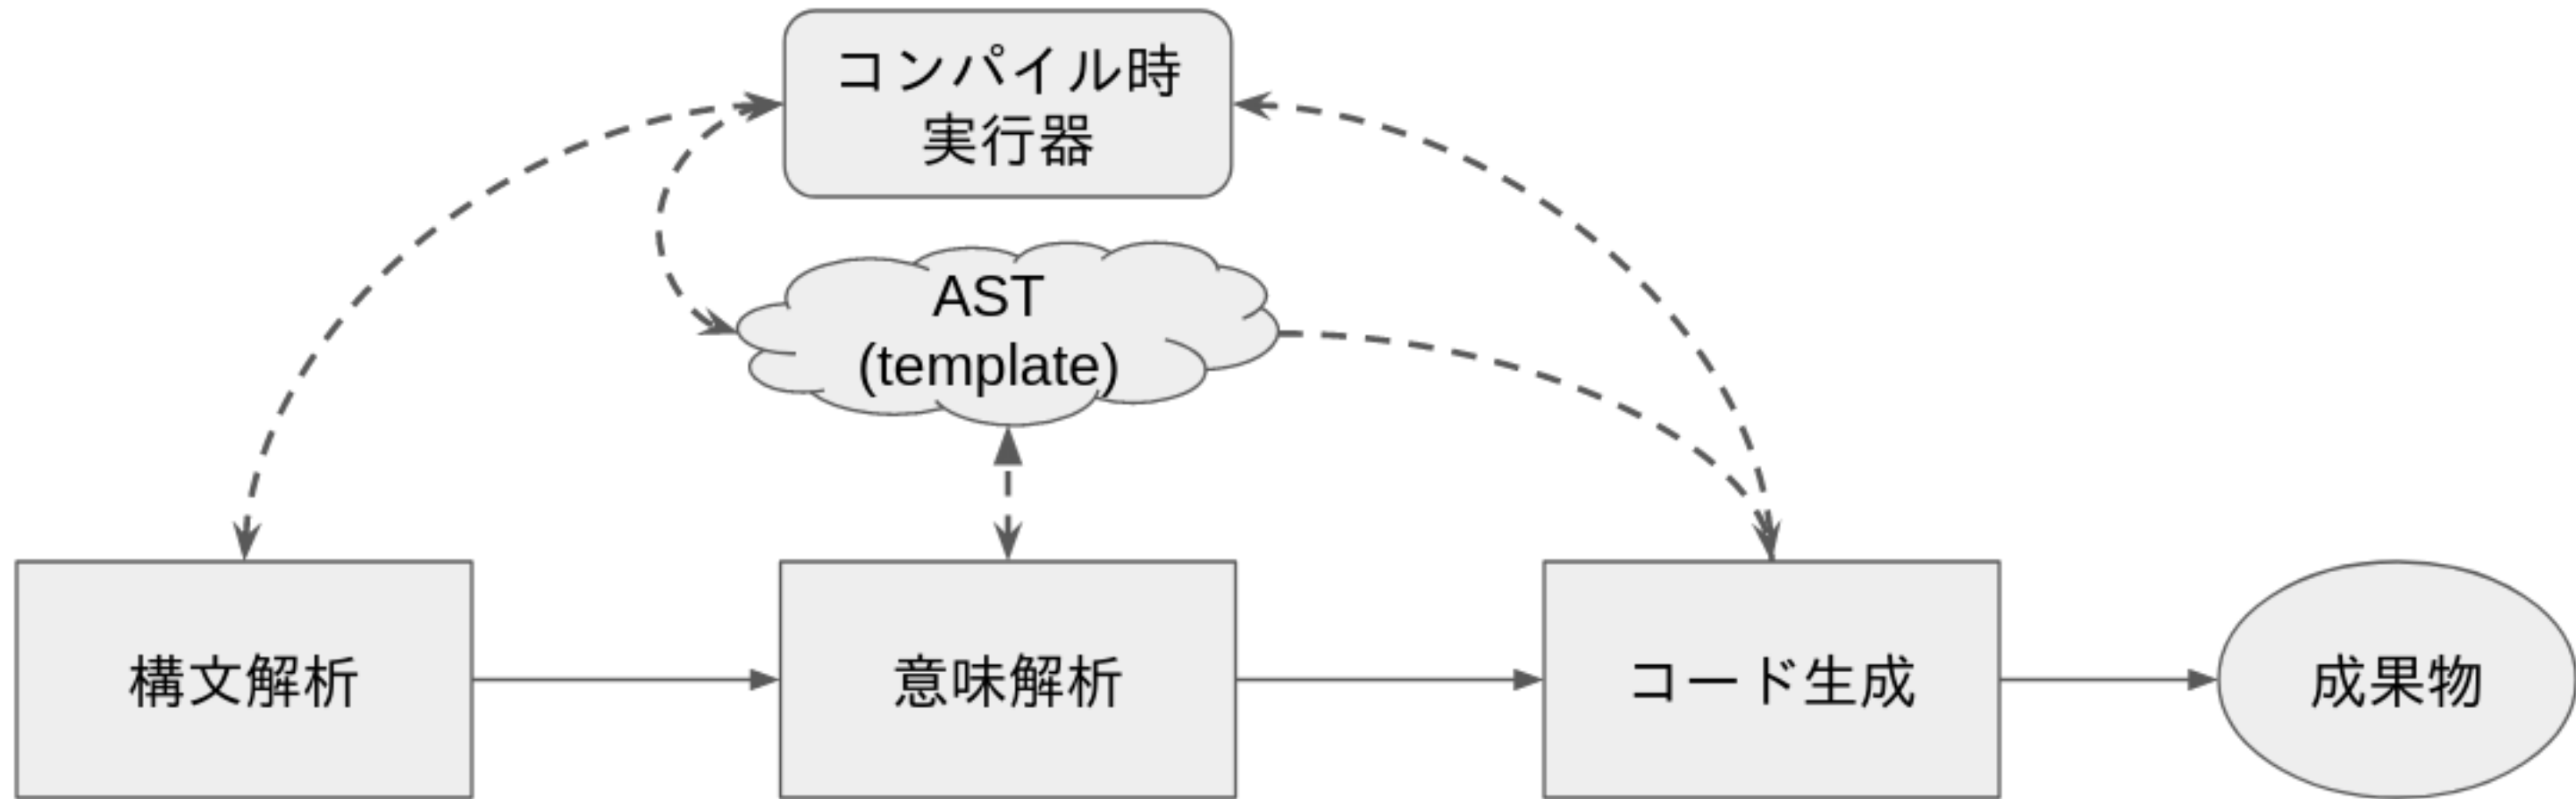 コンパイル時
実行器
AST
(template)
構文解析
意味解析
コード生成
成果物